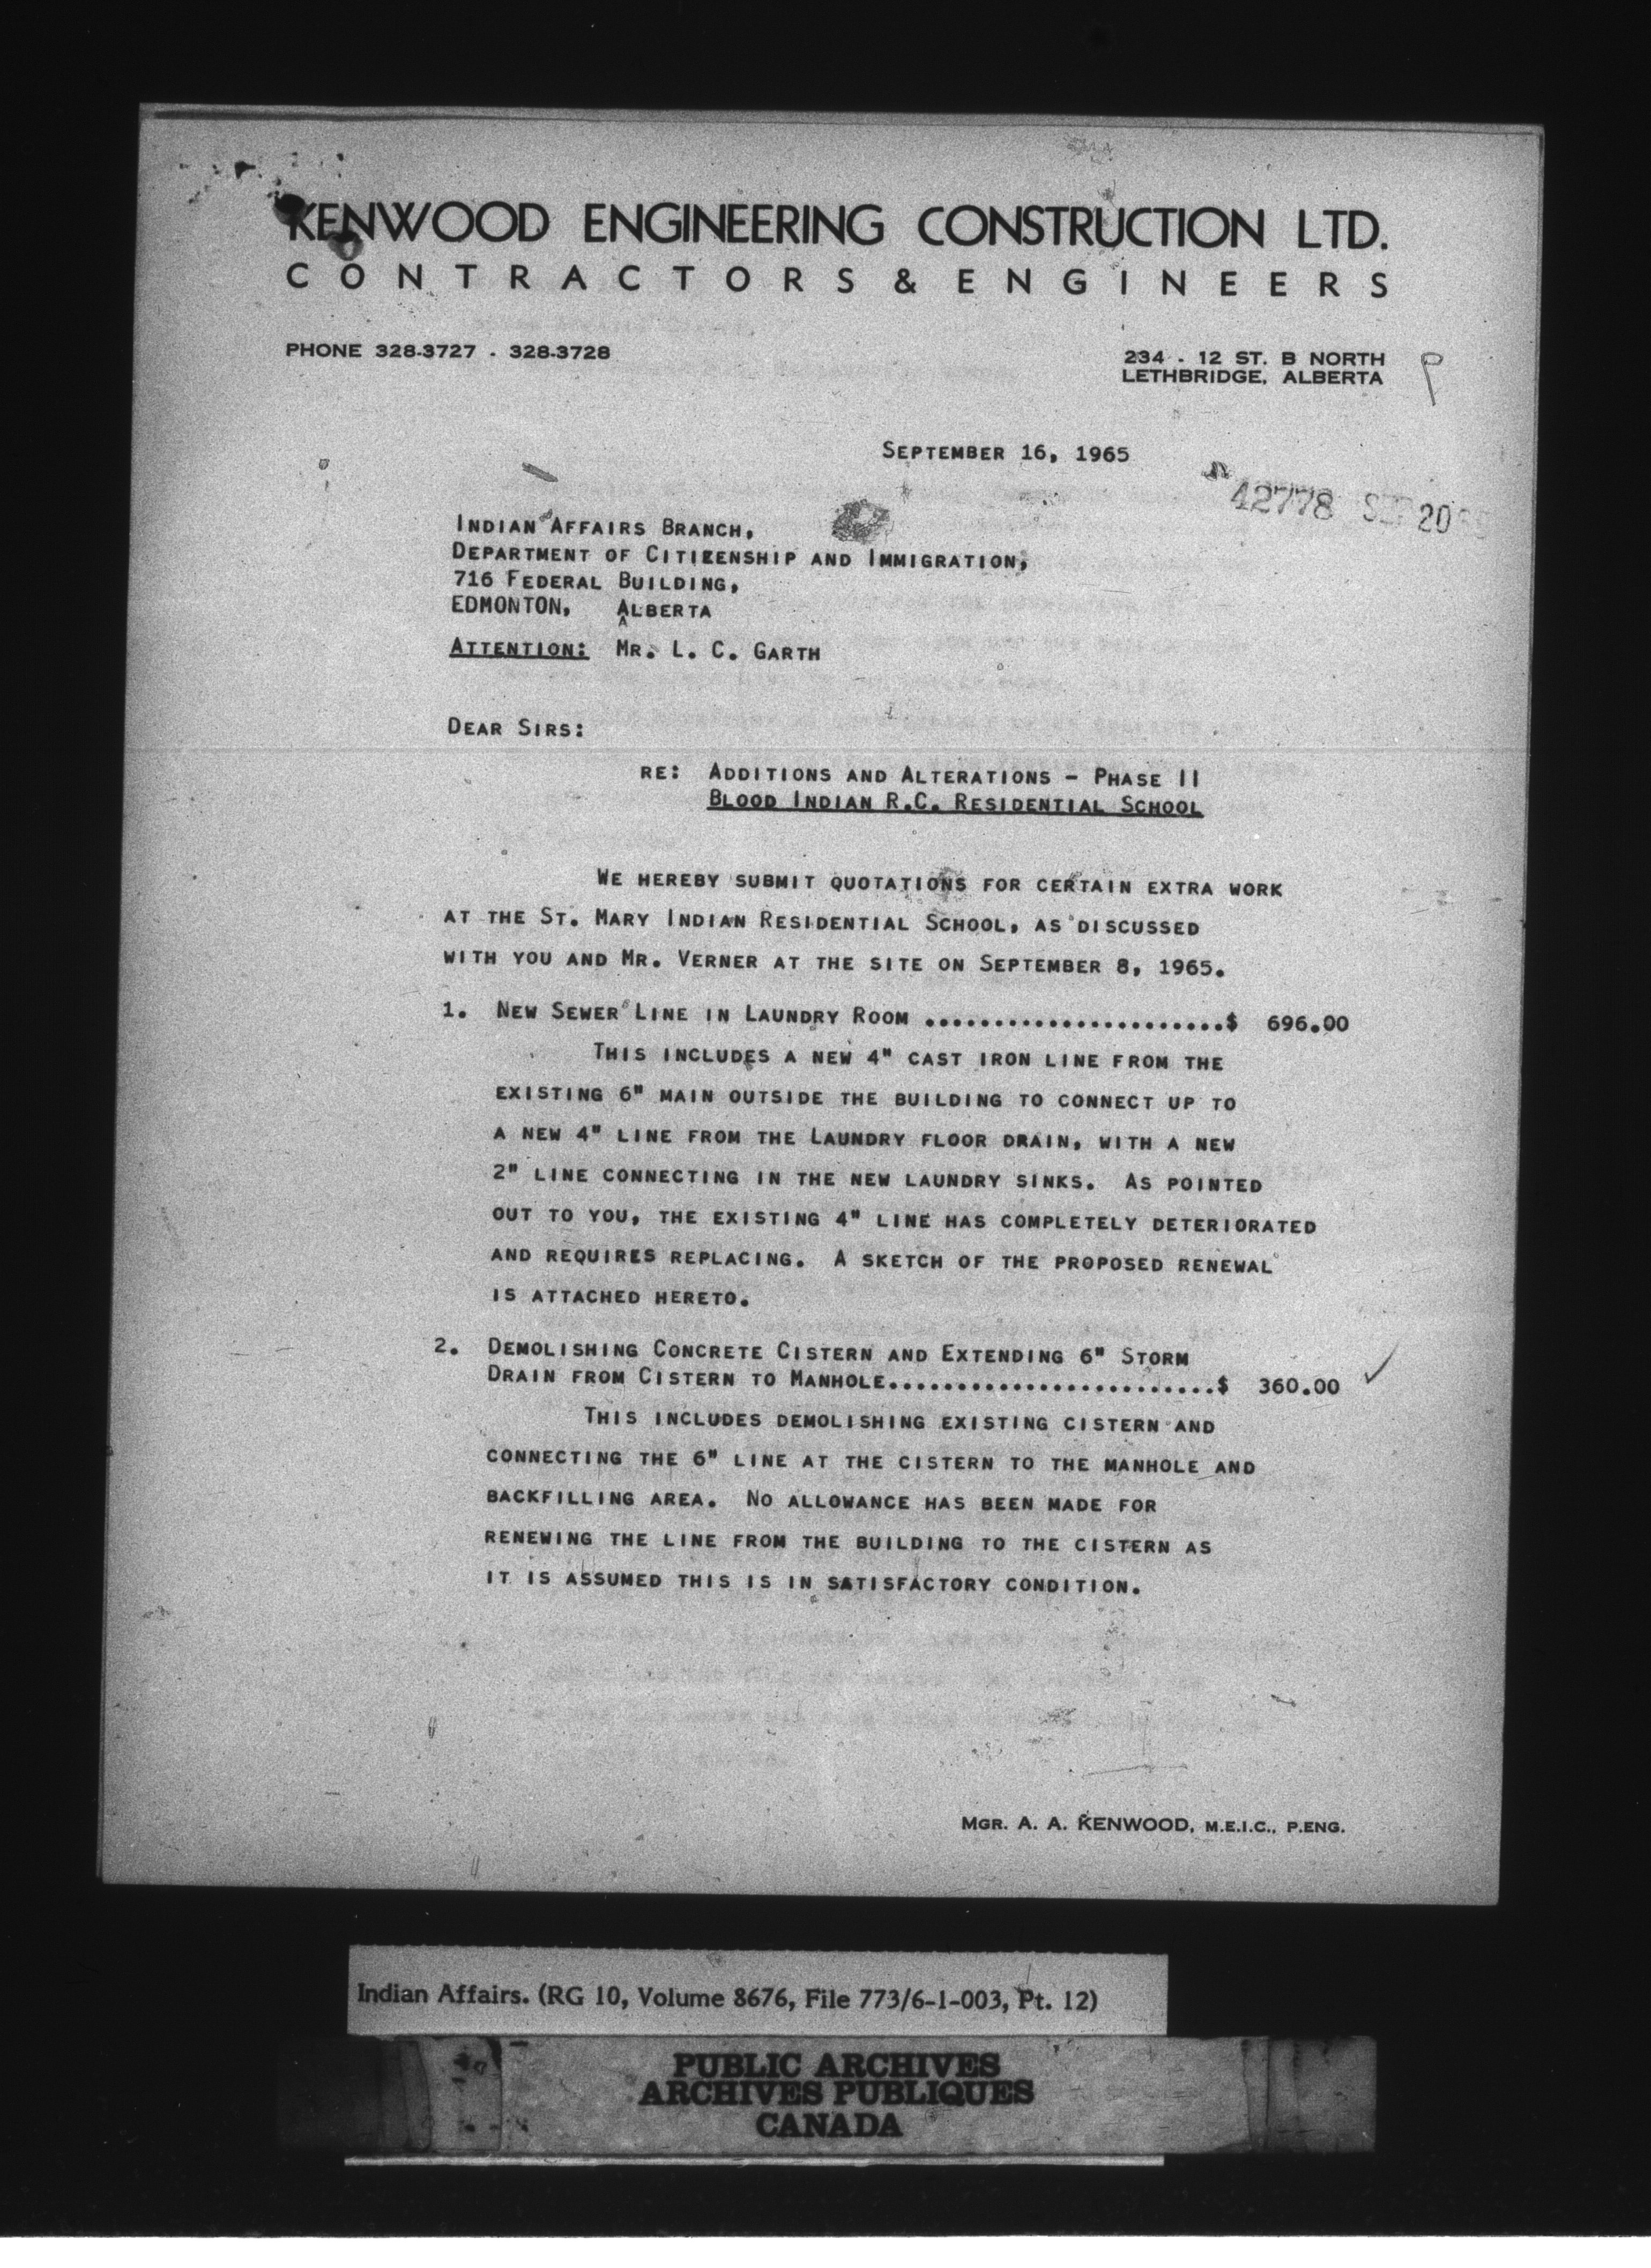 KENWOOD ENGINEERING CONSTRUCTION LTD.
CONTRACTORS & ENGINEERS
PHONE 328-3727 - 328-3728
234 - 12 ST. B NORTH
LETHBRIDGE, ALBERTA
SEPTEMBER 16, 1965
42778 SEP 20
INDIAN AFFAIRS BRANCH,
DEPARTMENT OF CITIZENSHIP AND IMMIGRATION,
716 FEDERAL BUILDING,
EDMONTON, ALBERTA
ATTENTION: MR. L. C. GARTH
DEAR SIRS:
RE: ADDITIONS AND ALTERATIONS - PHASE II
BLOOD INDIAN R.C. RESIDENTIAL SCHOOL
WE HEREBY SUBMIT QUOTATIONS FOR CERTAIN EXTRA WORK
AT THE ST. MARY INDIAN RESIDENTIAL SCHOOL, AS DISCUSSED
WITH YOU AND MR. VERNER AT THE SITE ON SEPTEMBER 8, 1965.
1. NEW SEWER LINE IN LAUNDRY ROOM ......................$ 696.00
THIS INCLUDES A NEW 4" CAST IRON LINE FROM THE
EXISTING 6" MAIN OUTSIDE THE BUILDING TO CONNECT UP TO
A NEW 4" LINE FROM THE LAUNDRY FLOOR DRAIN, WITH A NEW
2" LINE CONNECTING IN THE NEW LAUNDRY SINKS. AS POINTED
OUT TO YOU, THE EXISTING 4" LINE HAS COMPLETELY DETERIORATED
AND REQUIRES REPLACING. A SKETCH OF THE PROPOSED RENEWAL
IS ATTACHED HERETO.
2. DEMOLISHING CONCRETE CISTERN AND EXTENDING 6" STORM
DRAIN FROM CISTERN TO MANHOLE........................$ 360.00
THIS INCLUDES DEMOLISHING EXISTING CISTERN AND
CONNECTING THE 6" LINE AT THE CISTERN TO THE MANHOLE AND
BACKFILLING AREA. NO ALLOWANCE HAS BEEN MADE FOR
RENEWING THE LINE FROM THE BUILDING TO THE CISTERN AS
IT IS ASSUMED THIS IS IN SATISFACTORY CONDITION.
MGR. A. A. KENWOOD, M.E.I.C., P.ENG.
Indian Affairs. (RG 10, Volume 8676, File 773/6-1-003, Pt. 12)
PUBLIC ARCHIVES
ARCHIVES PUBLIQUES
CANADA